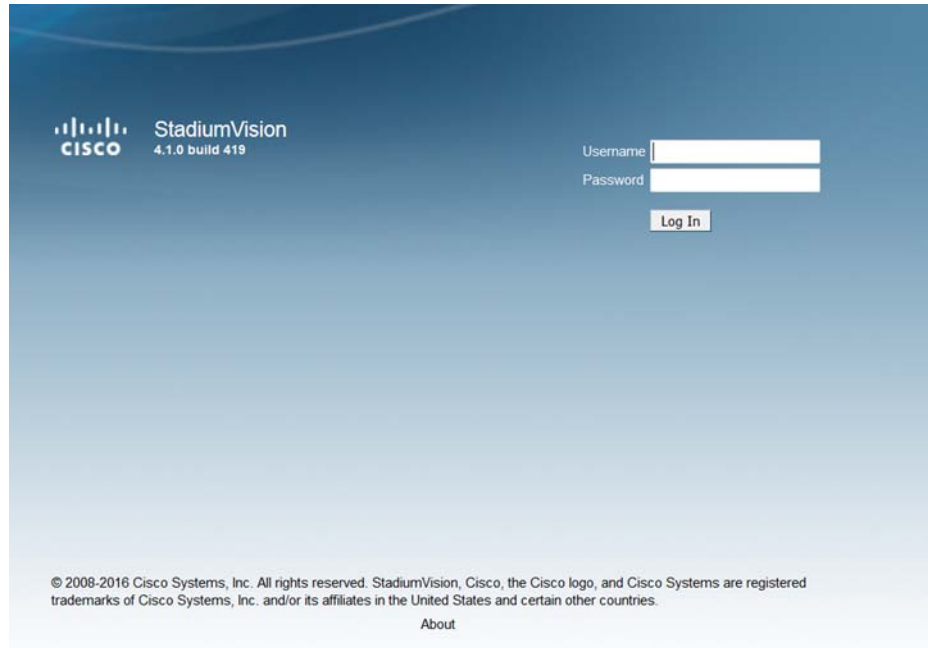 CISCO
StadiumVision
4.1.0 build 419
Username
Password
Log In
© 2008-2016 Cisco Systems, Inc. All rights reserved. StadiumVision, Cisco, the Cisco logo, and Cisco Systems are registered
trademarks of Cisco Systems, Inc. and/or its affiliates in the United States and certain other countries.
About